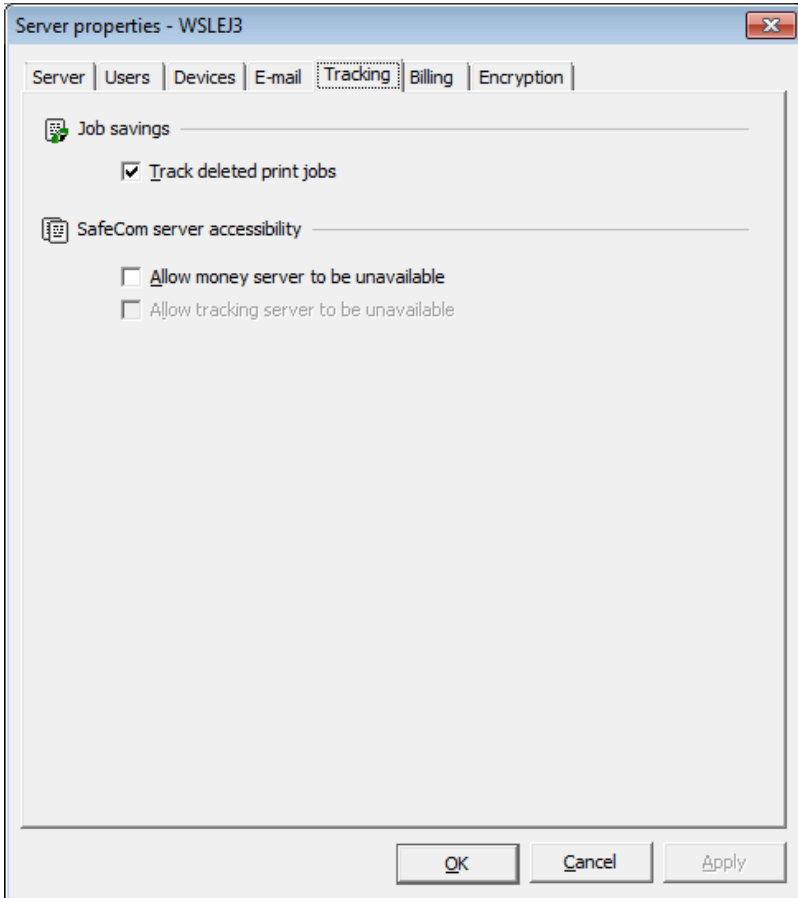 Server properties - WSLEJ3
Server Users Devices E-mail Tracking Billing Encryption
Job savings
Track deleted print jobs
SafeCom server accessibility
Allow money server to be unavailable
Allow tracking server to be unavailable
OK Cancel Apply